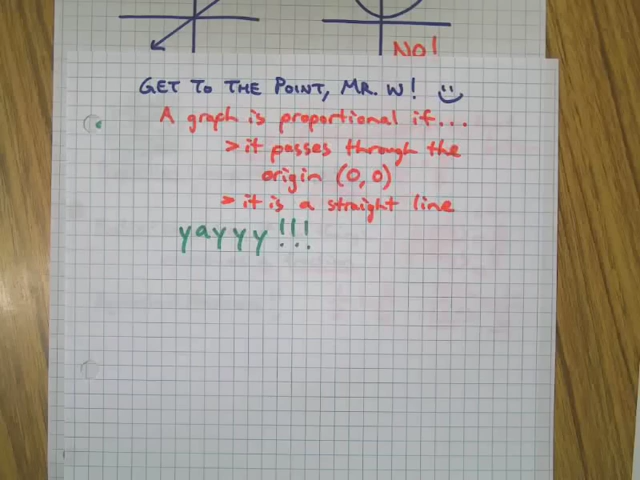 No!
GET TO THE POINT, MR. W!
A graph is proportional if...
> it passes through the
origin (0,0)
> it is a straight line
yayyy!!!